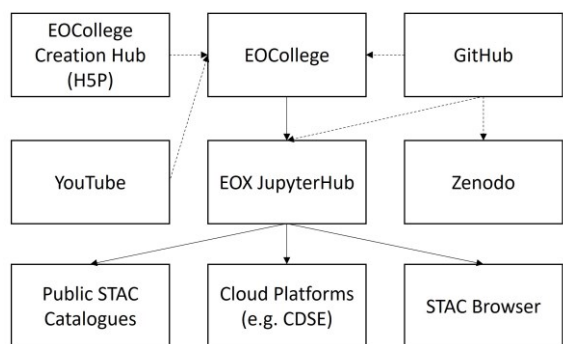 EOCollege
Creation Hub
(H5P)
EOCollege
GitHub
YouTube
EOX JupyterHub
Zenodo
Public STAC
Catalogues
Cloud Platforms
(e.g. CDSE)
STAC Browser